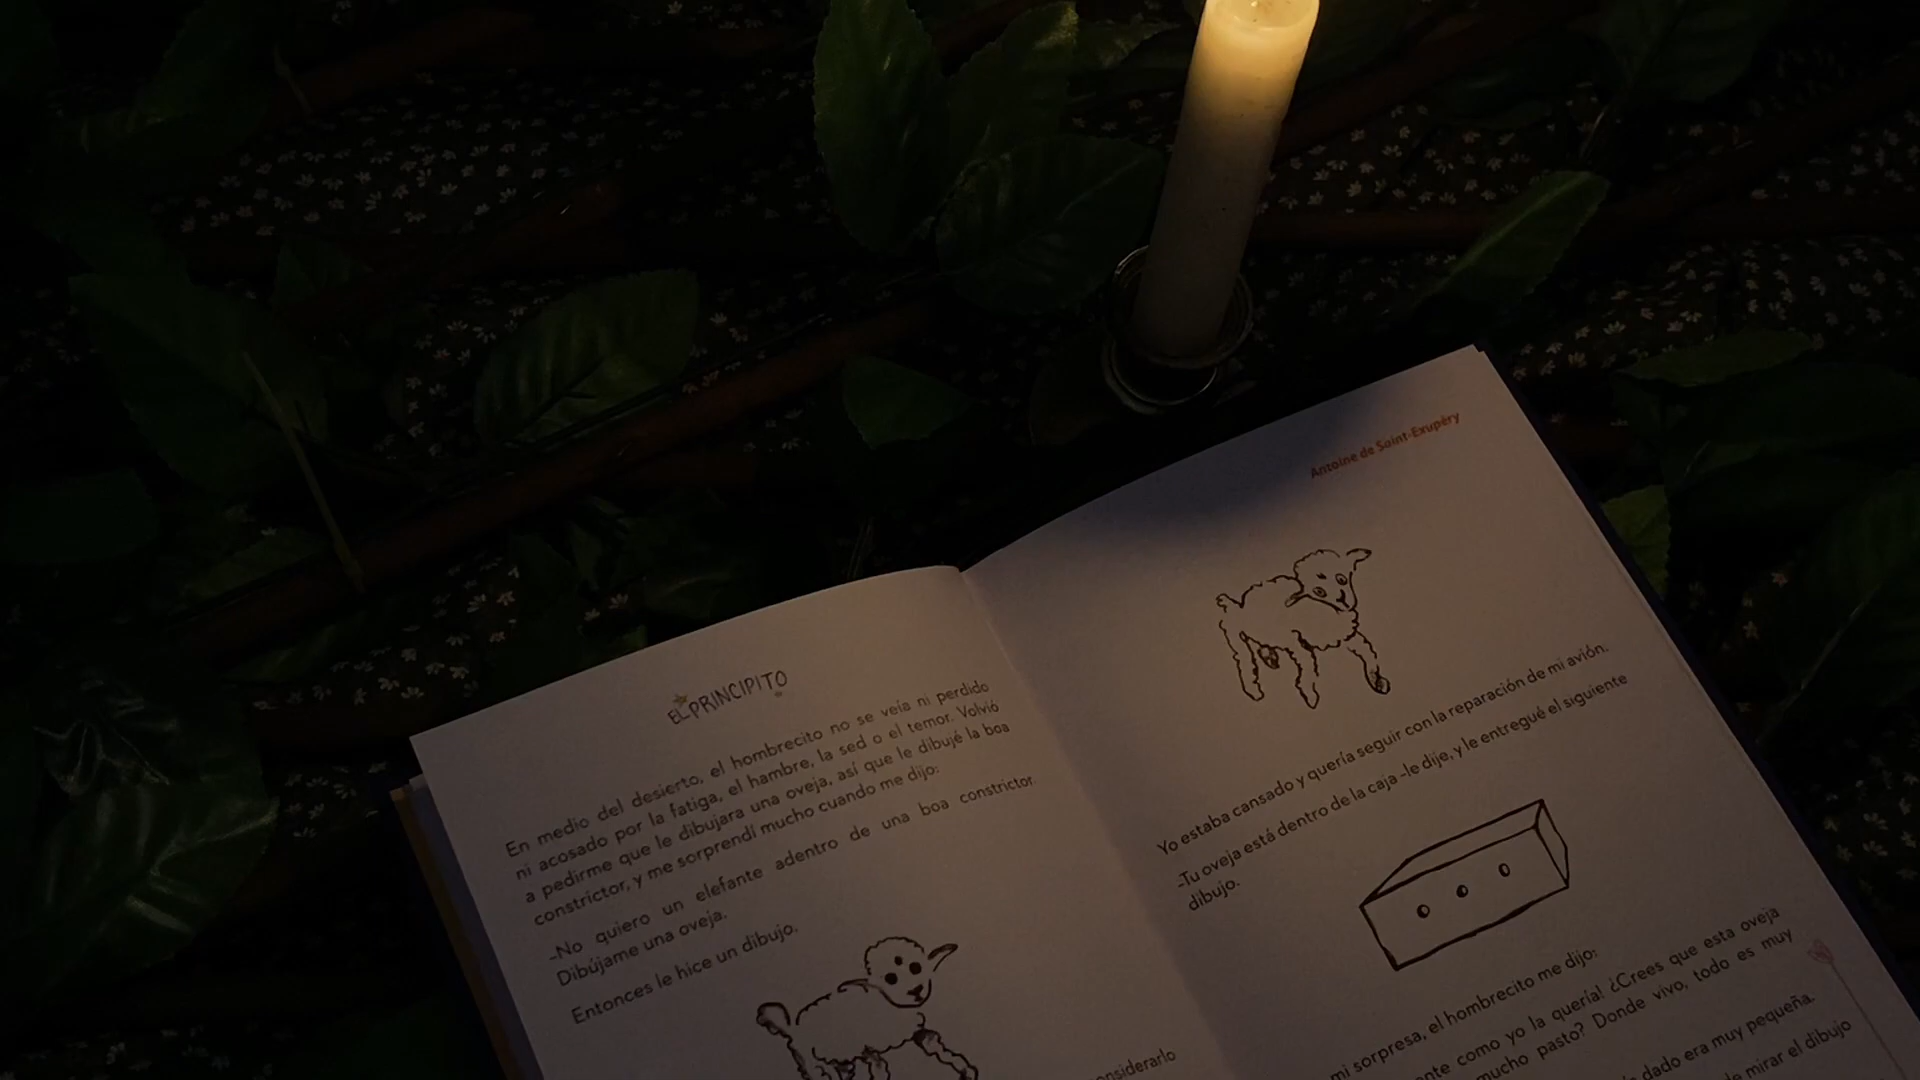 EL PRINCIPITO
En medio del desierto, el hombrecito no se veía ni perdido
ni acosado por la fatiga, el hambre, la sed o el temor. Volvió
a pedirme que le dibujara una oveja, así que le dibujé la boa
constrictor, y me sorprendí mucho cuando me dijo:
-No quiero un elefante adentro de una boa constrictor.
Dibújame una oveja.
Entonces le hice un dibujo.
Antoine de Saint-Exupéry
Yo estaba cansado y quería seguir con la reparación de mi avión.
-Tu oveja está dentro de la caja -le dije, y le entregué el siguiente
dibujo.
mi sorpresa, el hombrecito me dijo:
como yo la quería! ¿Crees que esta oveja
mucho pasto? Donde vivo, todo es muy
dado era muy pequeña.
mirar el dibujo